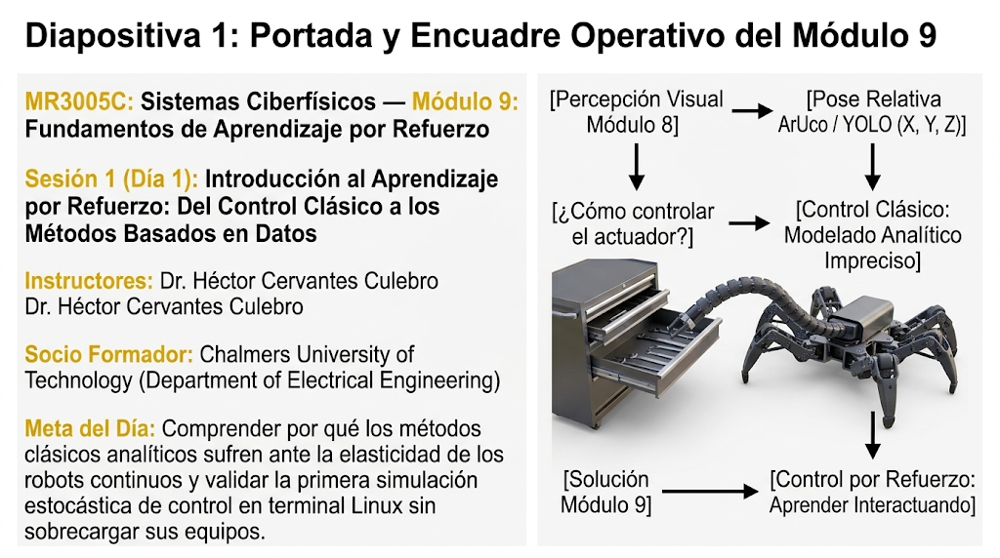 Diapositiva 1: Portada y Encuadre Operativo del Módulo 9
MR3005C: Sistemas Ciberfísicos — Módulo 9:
Fundamentos de Aprendizaje por Refuerzo
Sesión 1 (Día 1): Introducción al Aprendizaje
por Refuerzo: Del Control Clásico a los
Métodos Basados en Datos
Instructores: Dr. Héctor Cervantes Culebro
Dr. Héctor Cervantes Culebro
Socio Formador: Chalmers University of
Technology (Department of Electrical Engineering)
Meta del Día: Comprender por qué los métodos
clásicos analíticos sufren ante la elasticidad de los
robots continuos y validar la primera simulación
estocástica de control en terminal Linux sin
sobrecargar sus equipos.
[Percepción Visual
Módulo 8]
[Pose Relativa
ArUco / YOLO (X, Y, Z)]
[¿Cómo controlar
el actuador?]
[Control Clásico:
Modelado Analítico
Impreciso]
[Solución
Módulo 9]
[Control por Refuerzo:
Aprender Interactuando]